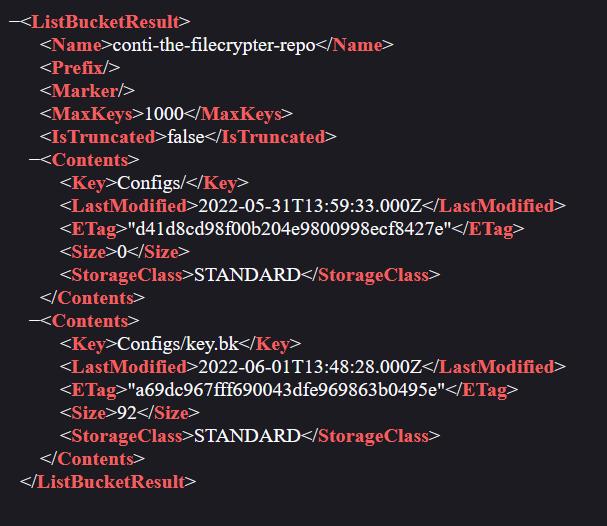 −<ListBucketResult>
<Name>conti-the-filecrypter-repo</Name>
<Prefix/>
<Marker/>
<MaxKeys>1000</MaxKeys>
<IsTruncated>false</IsTruncated>
−<Contents>
<Key>Configs/</Key>
<LastModified>2022-05-31T13:59:33.000Z</LastModified>
<ETag>"d41d8cd98f00b204e9800998ecf8427e"</ETag>
<Size>0</Size>
<StorageClass>STANDARD</StorageClass>
</Contents>
−<Contents>
<Key>Configs/key.bk</Key>
<LastModified>2022-06-01T13:48:28.000Z</LastModified>
<ETag>"a69dc967fff690043dfe969863b0495e"</ETag>
<Size>92</Size>
<StorageClass>STANDARD</StorageClass>
</Contents>
</ListBucketResult>